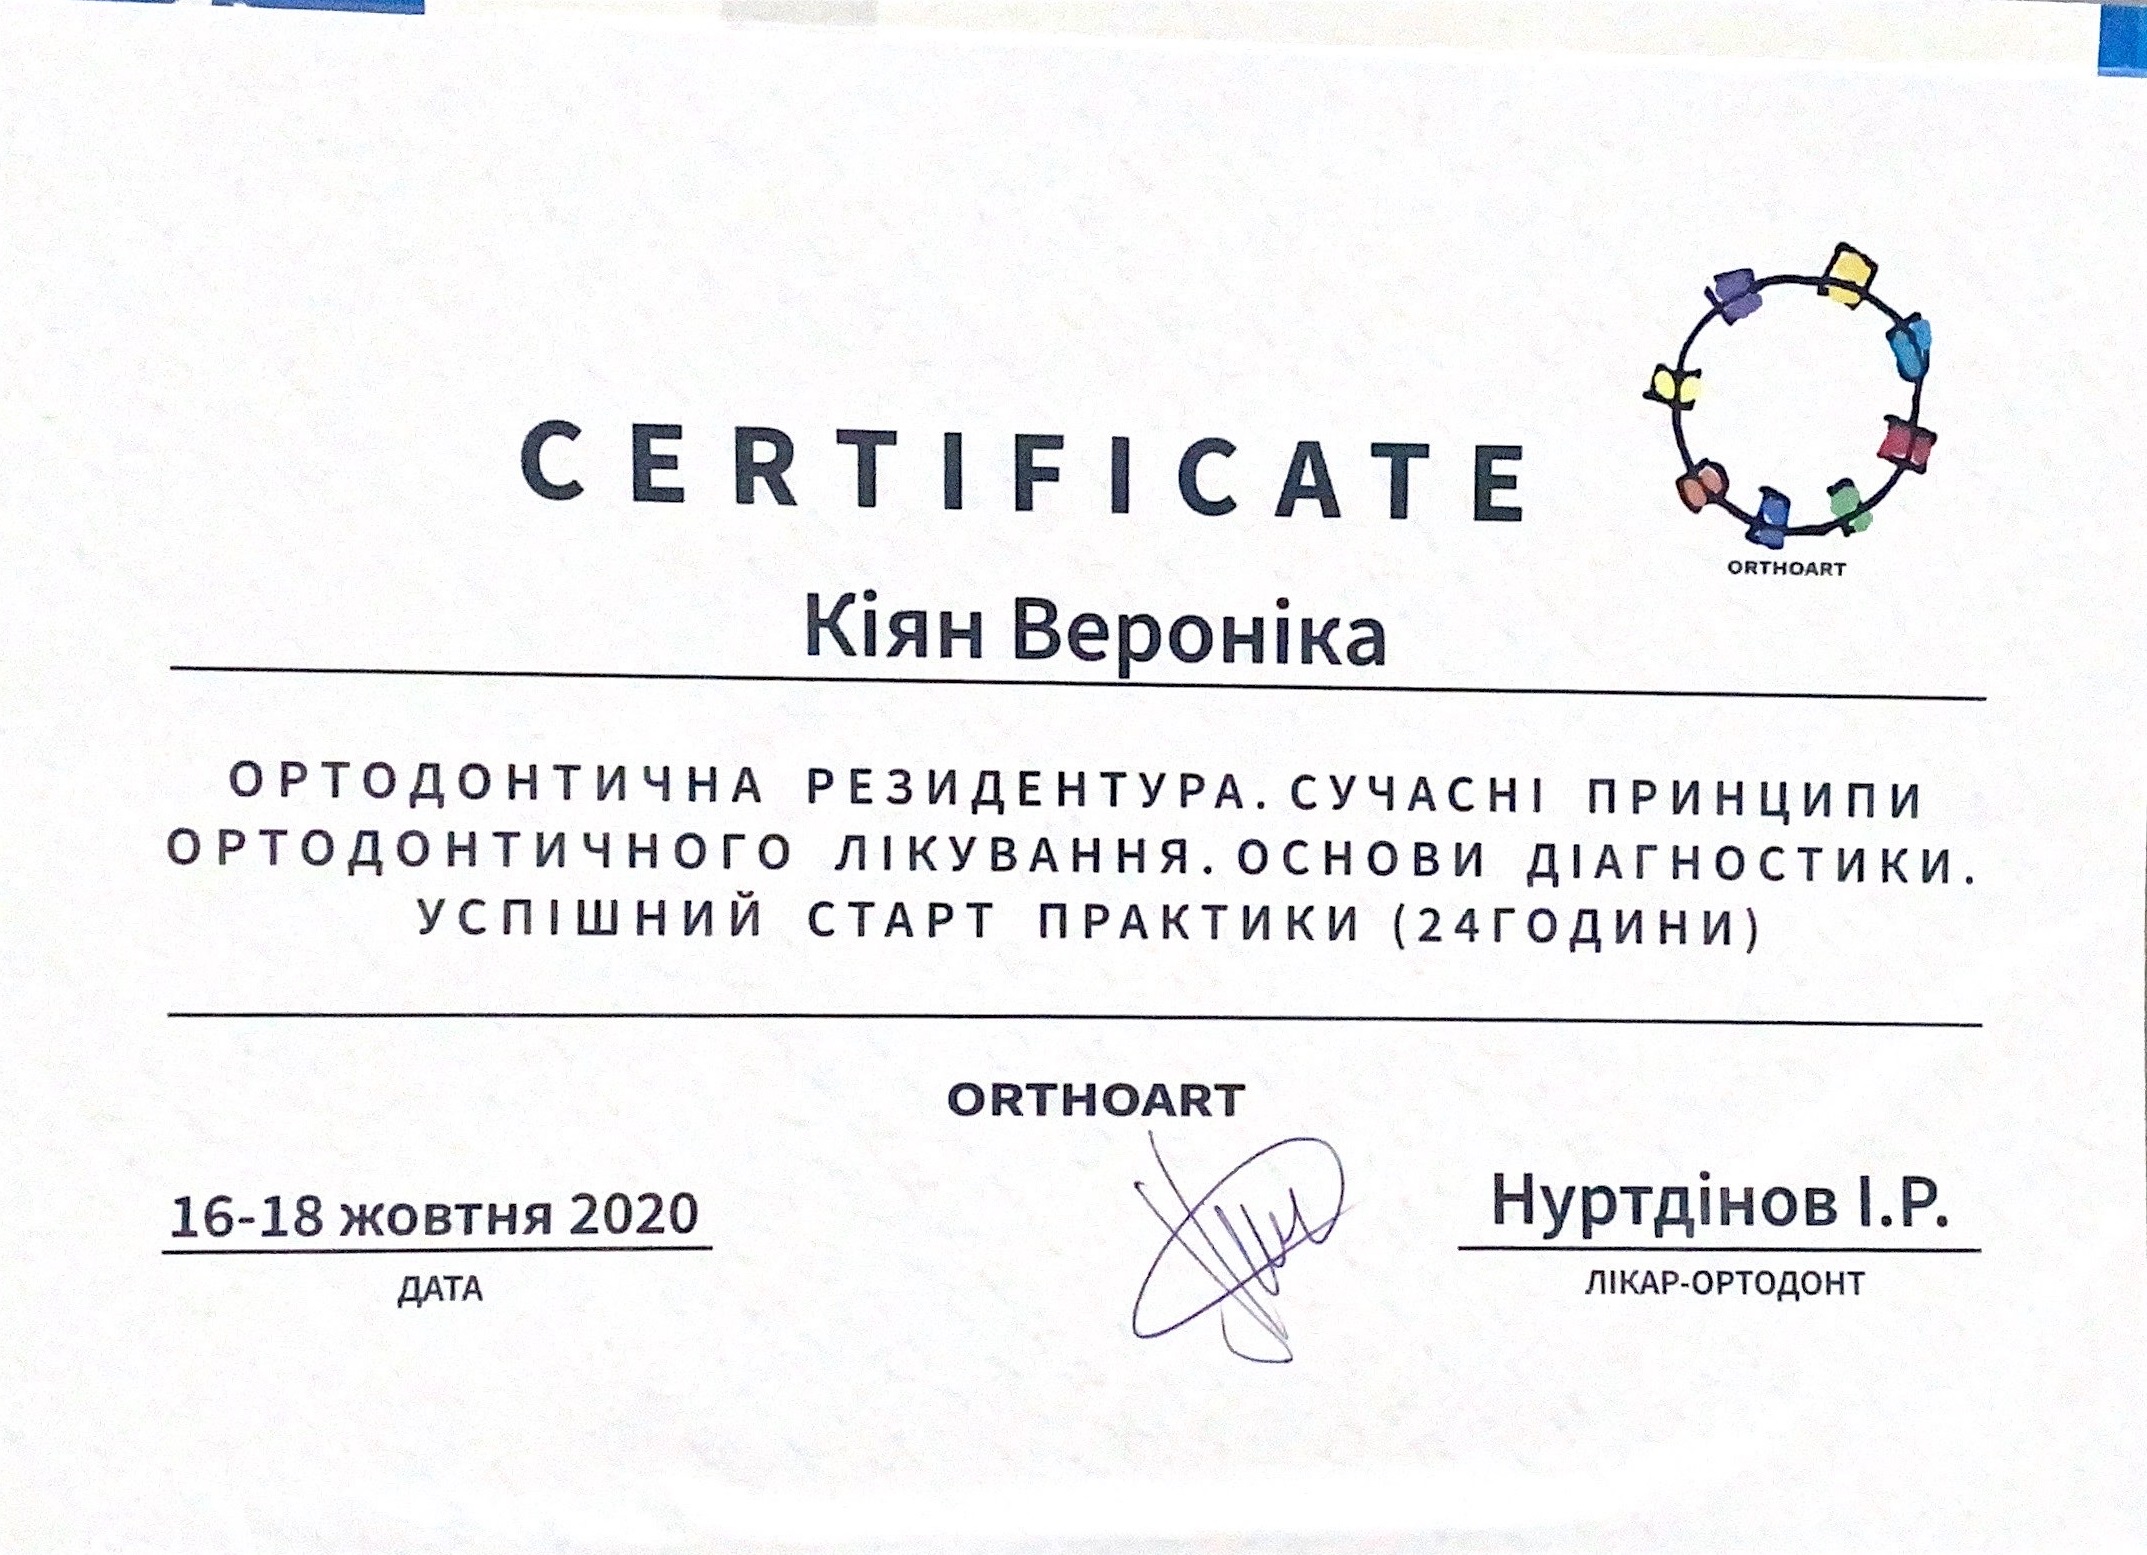 CERTIFICATE
ORTHOART
Кіян Вероніка
ОРТОДОНТИЧНА РЕЗИДЕНТУРА. СУЧАСНІ ПРИНЦИПИ
ОРТОДОНТИЧНОГО ЛІКУВАННЯ. ОСНОВИ ДІАГНОСТИКИ.
УСПІШНИЙ СТАРТ ПРАКТИКИ (24ГОДИНИ)
ORTHOART
16-18 жовтня 2020
ДАТА
Нуртдінов І.Р.
ЛІКАР-ОРТОДОНТ